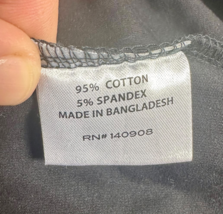 95% COTTON
5% SPANDEX
MADE IN BANGLADESH
RN# 140908